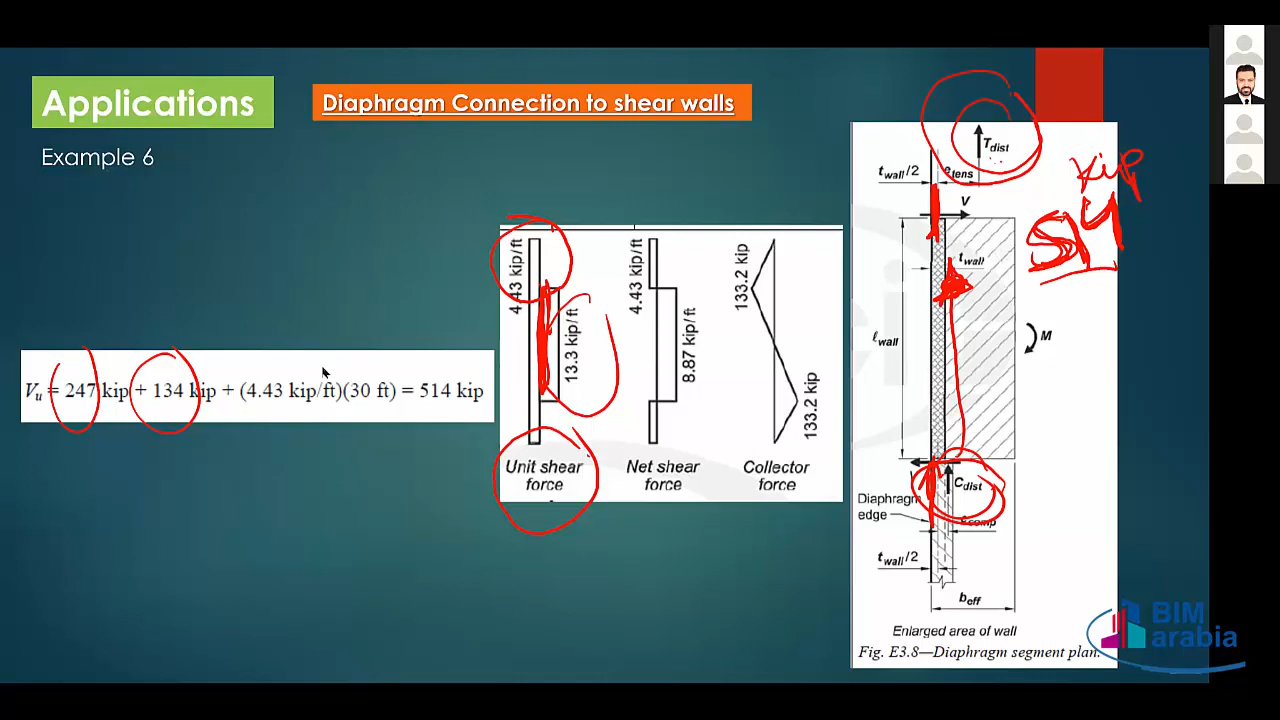 Applications
Diaphragm Connection to shear walls
Example 6
Vu = 247 kip + 134 kip + (4.43 kip/ft)(30 ft) = 514 kip
4.43 kip/ft
13.3 kip/ft
Unit shear
force
4.43 kip/ft
8.87 kip/ft
Net shear
force
133.2 kip
133.2 kip
Collector
force
Tdist
twall/2
etens
V
kip
514
twall
ℓwall
M
Cdist
Diaphragm
edge
ecomp
twall/2
beff
Enlarged area of wall
Fig. E3.8—Diaphragm segment plan.
BIM
arabia